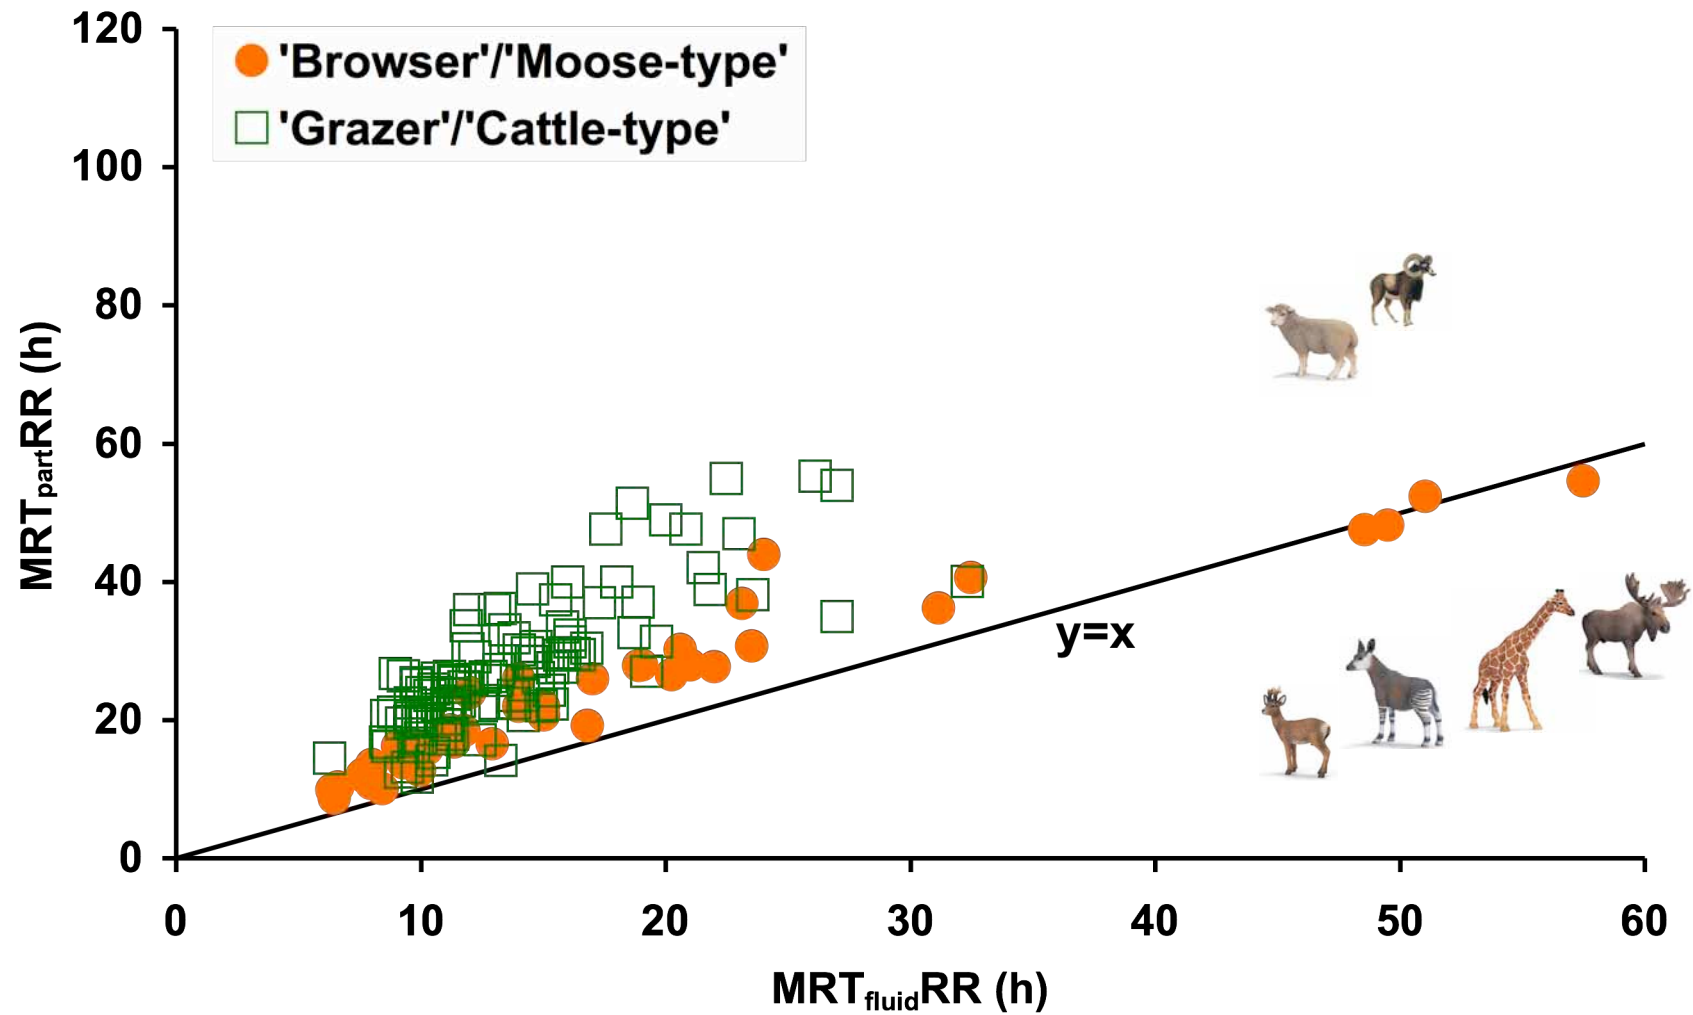 120
'Browser'/'Moose-type'
'Grazer'/'Cattle-type'
100
80
60
40
20
0
MRTpartRR (h)
y=x
0 10 20 30 40 50 60
MRTfluidRR (h)